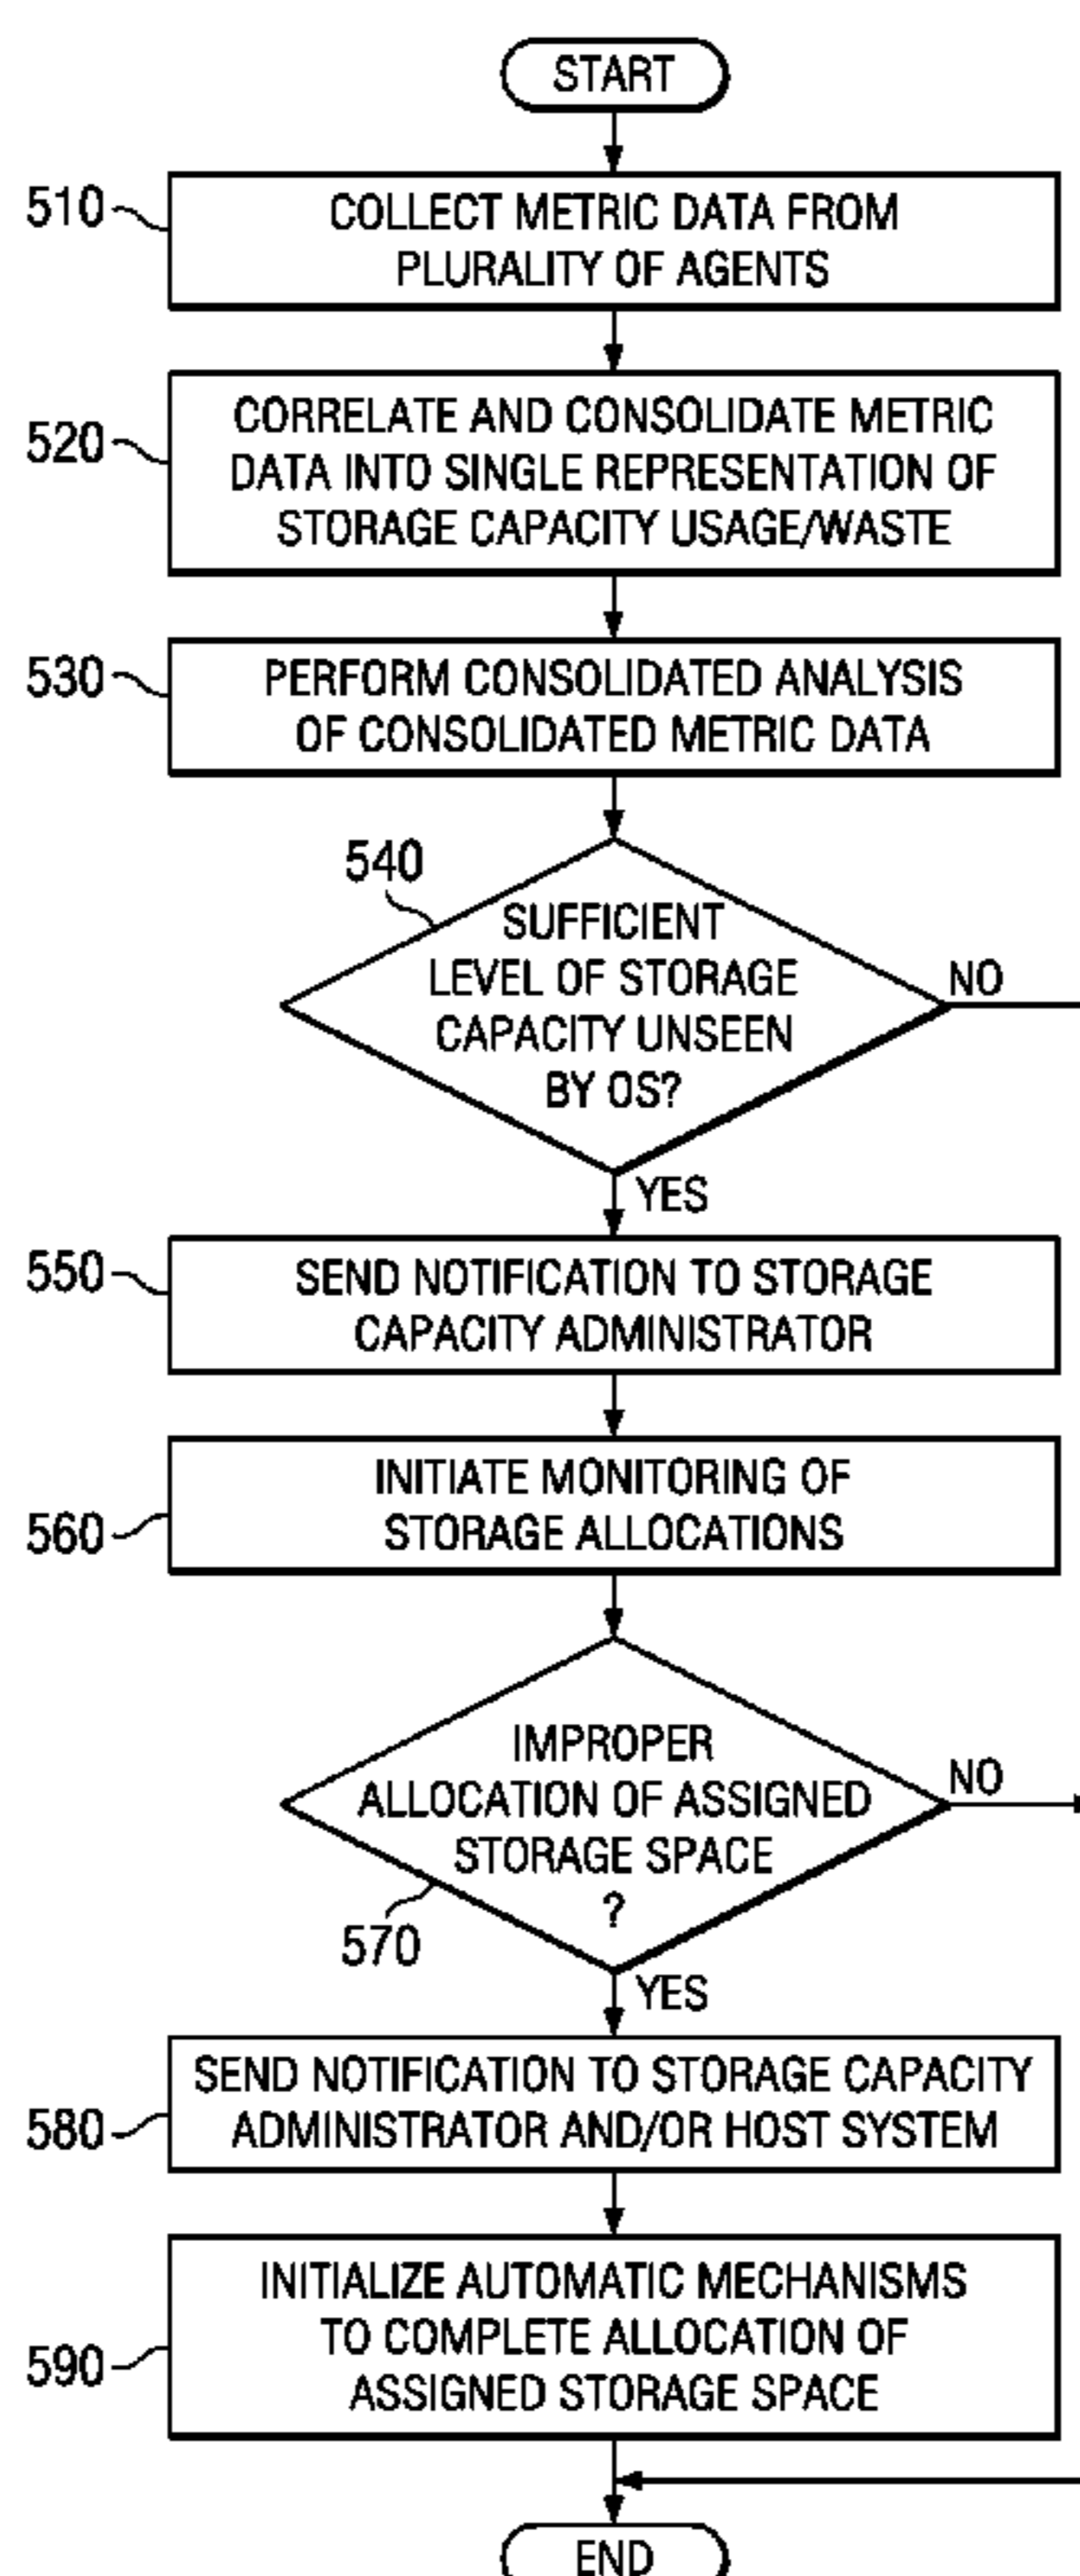 START
510
COLLECT METRIC DATA FROM
PLURALITY OF AGENTS
520
CORRELATE AND CONSOLIDATE METRIC
DATA INTO SINGLE REPRESENTATION OF
STORAGE CAPACITY USAGE/WASTE
530
PERFORM CONSOLIDATED ANALYSIS
OF CONSOLIDATED METRIC DATA
540
SUFFICIENT
LEVEL OF STORAGE
CAPACITY UNSEEN
BY OS?
NO
YES
550
SEND NOTIFICATION TO STORAGE
CAPACITY ADMINISTRATOR
560
INITIATE MONITORING OF
STORAGE ALLOCATIONS
IMPROPER
ALLOCATION OF ASSIGNED
STORAGE SPACE
?
NO
570
YES
580
SEND NOTIFICATION TO STORAGE CAPACITY
ADMINISTRATOR AND/OR HOST SYSTEM
590
INITIALIZE AUTOMATIC MECHANISMS
TO COMPLETE ALLOCATION OF
ASSIGNED STORAGE SPACE
END